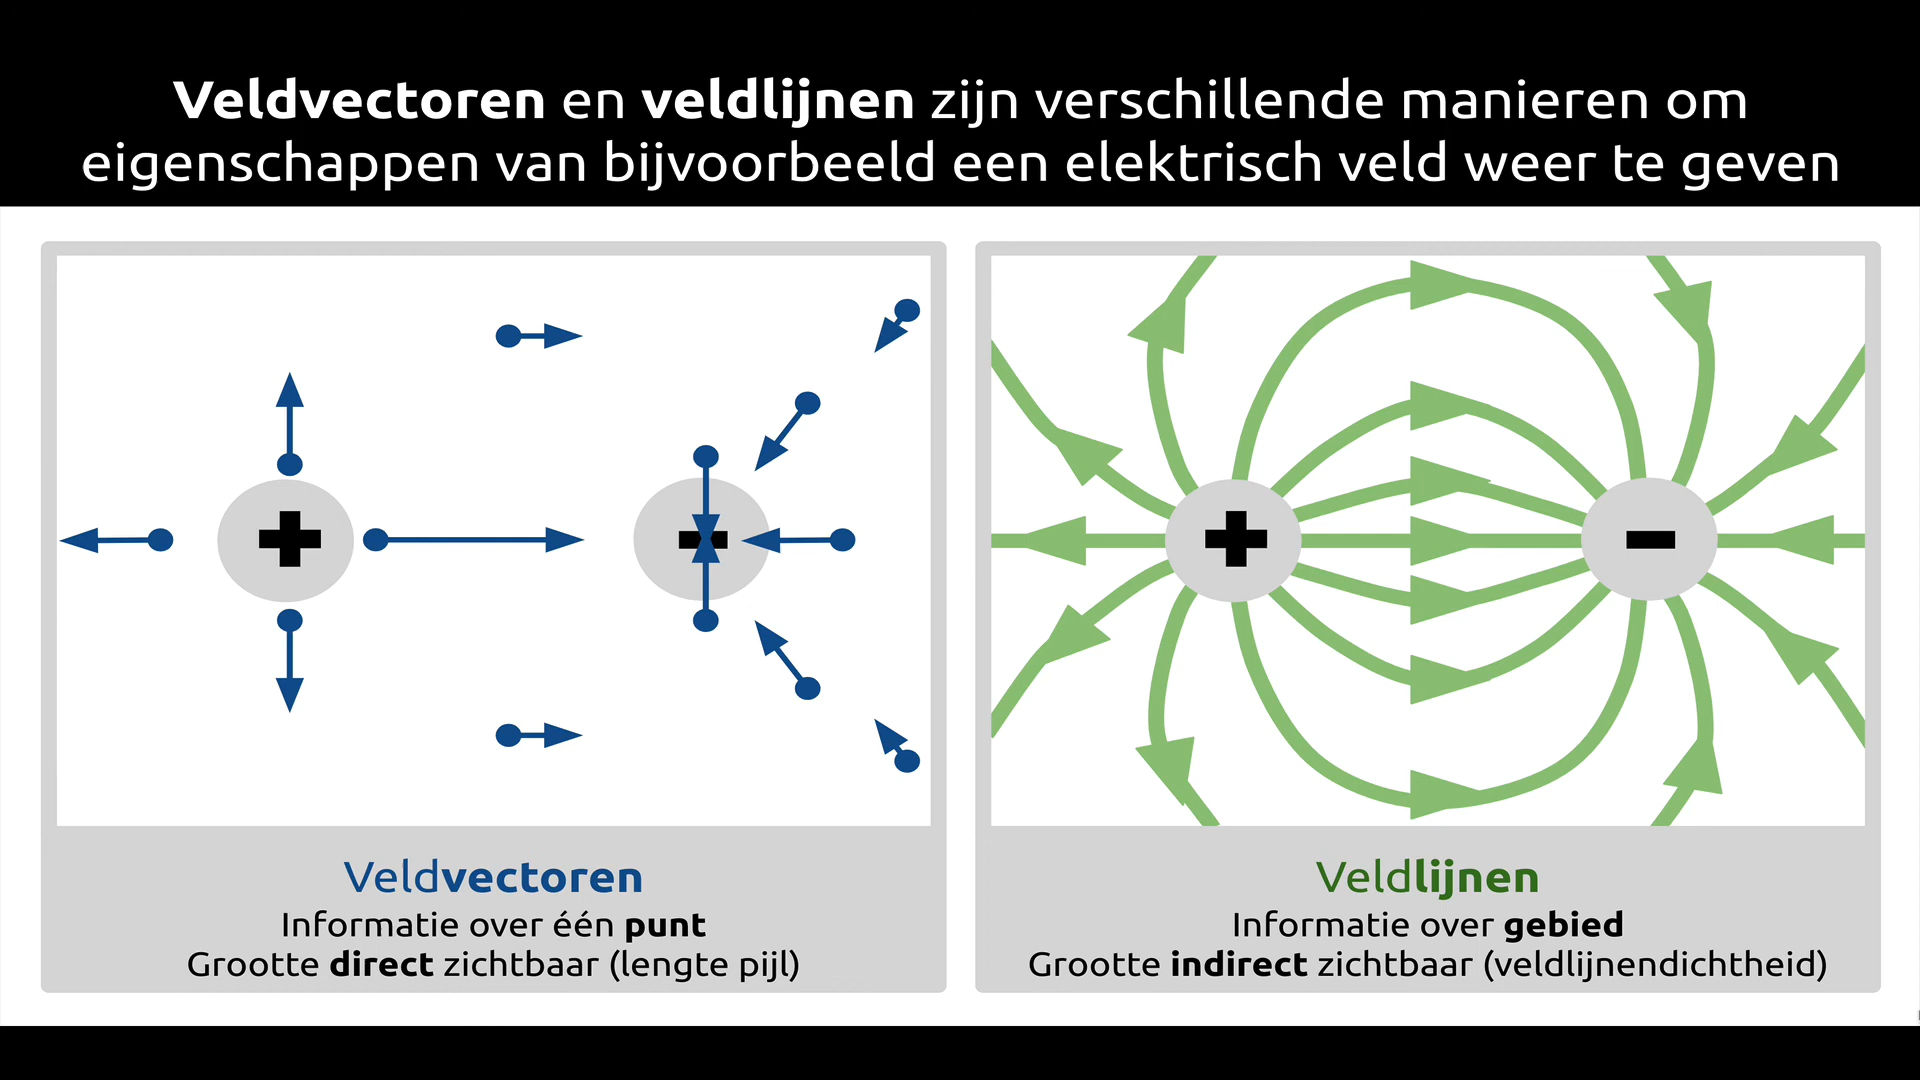 Veldvectoren en veldlijnen zijn verschillende manieren om
eigenschappen van bijvoorbeeld een elektrisch veld weer te geven
+
-
+
-
Veldvectoren
Informatie over één punt
Grootte direct zichtbaar (lengte pijl)
Veldlijnen
Informatie over gebied
Grootte indirect zichtbaar (veldlijnendichtheid)